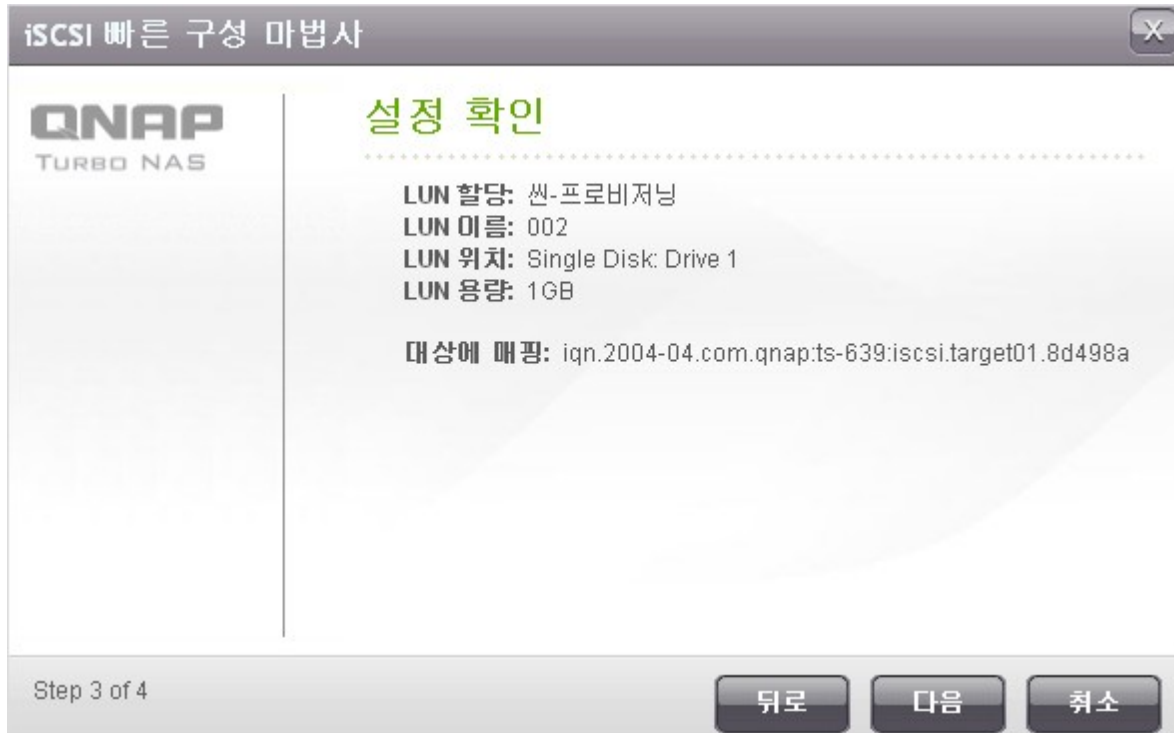 iSCSI 빠른 구성 마법사
QNAP
TURBO NAS
설정 확인
LUN 할당: 씬-프로비저닝
LUN 이름: 002
LUN 위치: Single Disk: Drive 1
LUN 용량: 1GB
대상에 매핑: iqn.2004-04.com.qnap:ts-639:iscsi.target01.8d498a
Step 3 of 4
뒤로
다음
취소